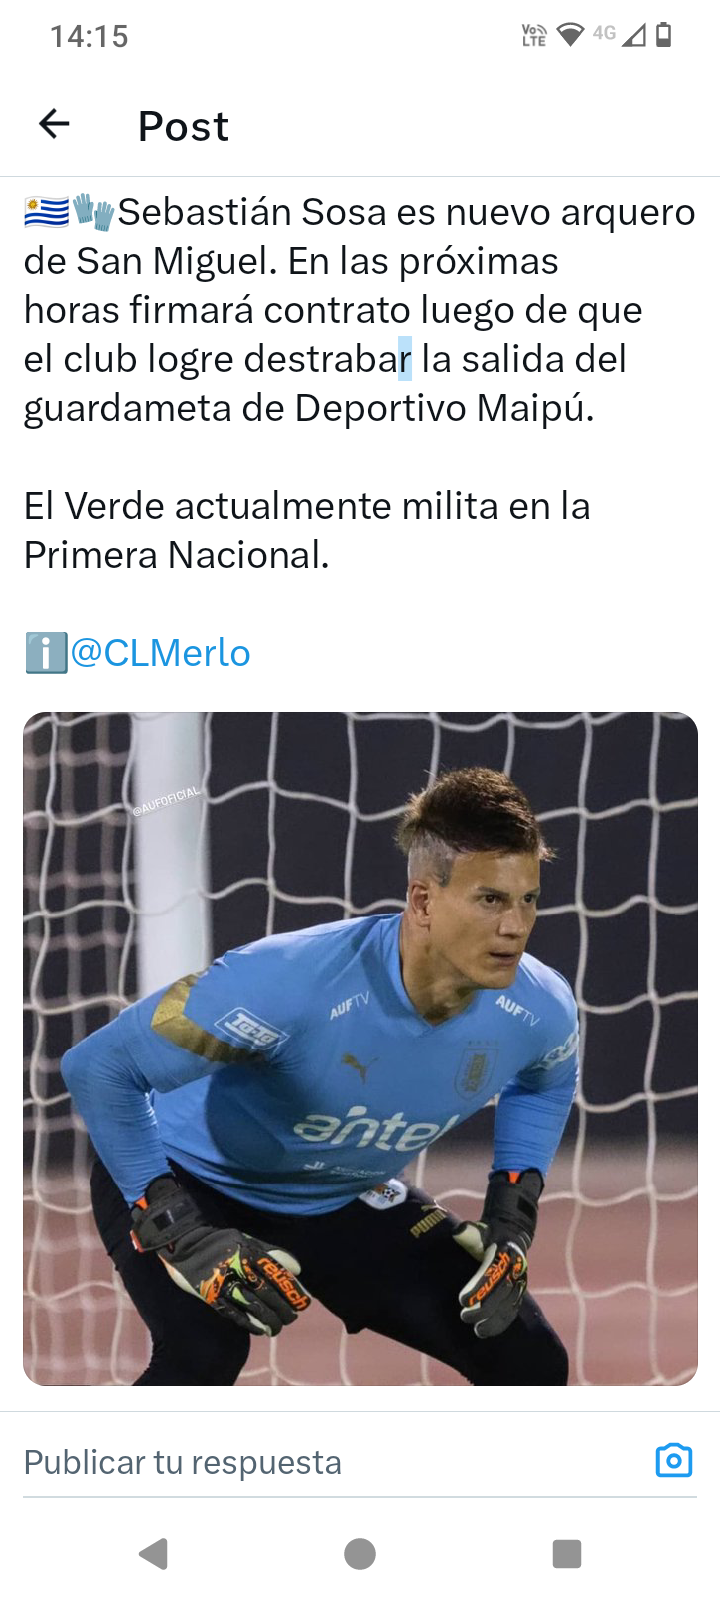 14:15
Vo)) LTE 4G
Post
🇺🇾🧤Sebastián Sosa es nuevo arquero
de San Miguel. En las próximas
horas firmará contrato luego de que
el club logre destrabar la salida del
guardameta de Deportivo Maipú.
El Verde actualmente milita en la
Primera Nacional.
ℹ️@CLMerlo
@AUFOFICIAL
AUFTV
AUFTV
TaTa
antel
PUMA
reusch
reusch
Publicar tu respuesta